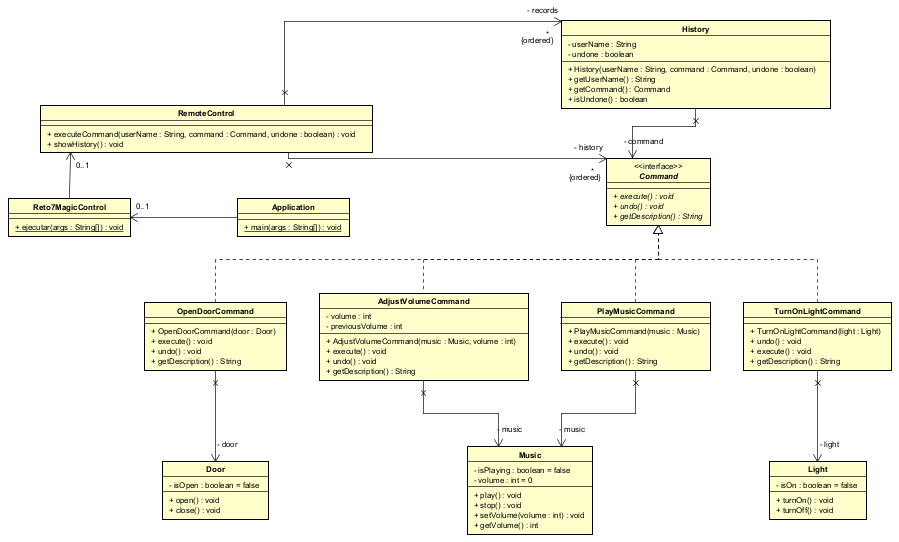 - records
*
{ordered}
History
- userName : String
- undone : boolean
+ History(userName : String, command : Command, undone : boolean)
+ getUserName() : String
+ getCommand() : Command
+ isUndone() : boolean
RemoteControl
+ executeCommand(userName : String, command : Command, undone : boolean) : void
+ showHistory() : void
- command
- history
*
{ordered}
<<interface>>
Command
+ execute() : void
+ undo() : void
+ getDescription() : String
0..1
Reto7MagicControl
+ ejecutar(args : String[]) : void
0..1
Application
+ main(args : String[]) : void
OpenDoorCommand
+ OpenDoorCommand(door : Door)
+ execute() : void
+ undo() : void
+ getDescription() : String
AdjustVolumeCommand
- volume : int
- previousVolume : int
+ AdjustVolumeCommand(music : Music, volume : int)
+ execute() : void
+ undo() : void
+ getDescription() : String
PlayMusicCommand
+ PlayMusicCommand(music : Music)
+ execute() : void
+ undo() : void
+ getDescription() : String
TurnOnLightCommand
+ TurnOnLightCommand(light : Light)
+ undo() : void
+ execute() : void
+ getDescription() : String
- door
- music
- music
- light
Door
- isOpen : boolean = false
+ open() : void
+ close() : void
Music
- isPlaying : boolean = false
- volume : int = 0
+ play() : void
+ stop() : void
+ setVolume(volume : int) : void
+ getVolume() : int
Light
- isOn : boolean = false
+ turnOn() : void
+ turnOff() : void